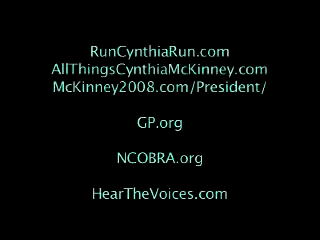 RunCynthiaRun.com
AllThingsCynthiaMcKinney.com
McKinney2008.com/President/
GP.org
NCOBRA.org
HearTheVoices.com